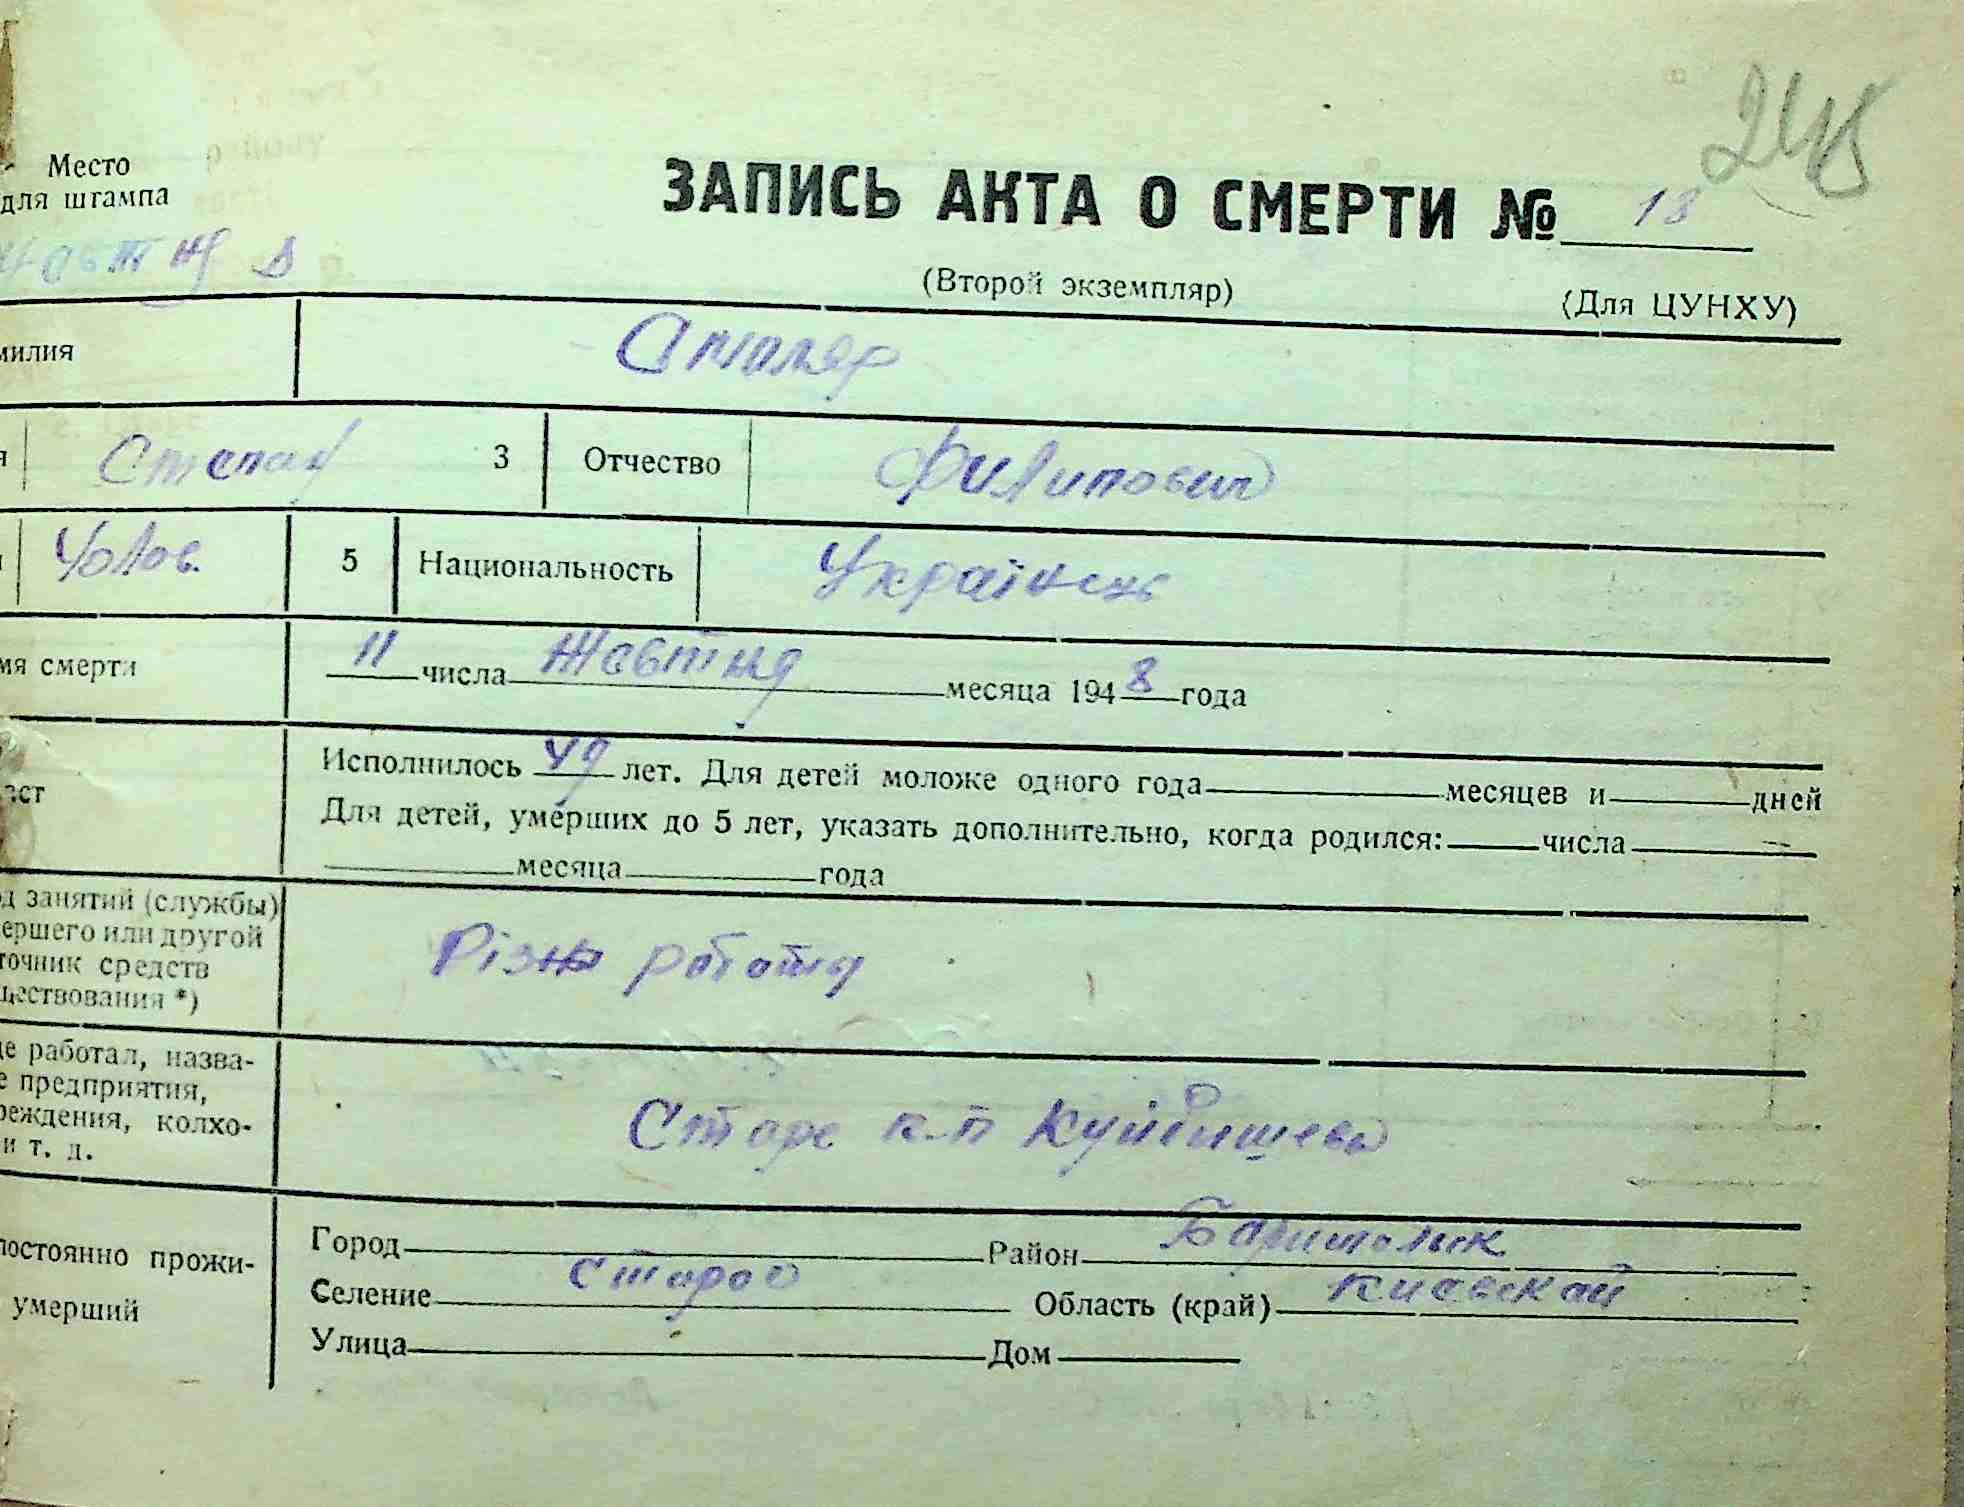 245
Место
для штампа
ЗАПИСЬ АКТА О СМЕРТИ № 18
(Второй экземпляр)
(Для ЦУНХУ)
милия
Столяр
Степан 3 Отчество Филипович
Чолов. 5 Национальность Українець
мя смерти 11 числа Жовтня месяца 1948 года
Исполнилось 49 лет. Для детей моложе одного года месяцев и дней
аст
Для детей, умерших до 5 лет, указать дополнительно, когда родился: числа
месяца года
д занятий (службы)
ершего или другой
точник средств
ществования *)
Різні роботи
де работал, назва-
е предприятия,
реждения, колхо-
и т. д.
Старе к-п Куйбишева
постоянно прожи-
умерший
Город Район Баришольск
Селение Старое Область (край) Киевской
Улица Дом